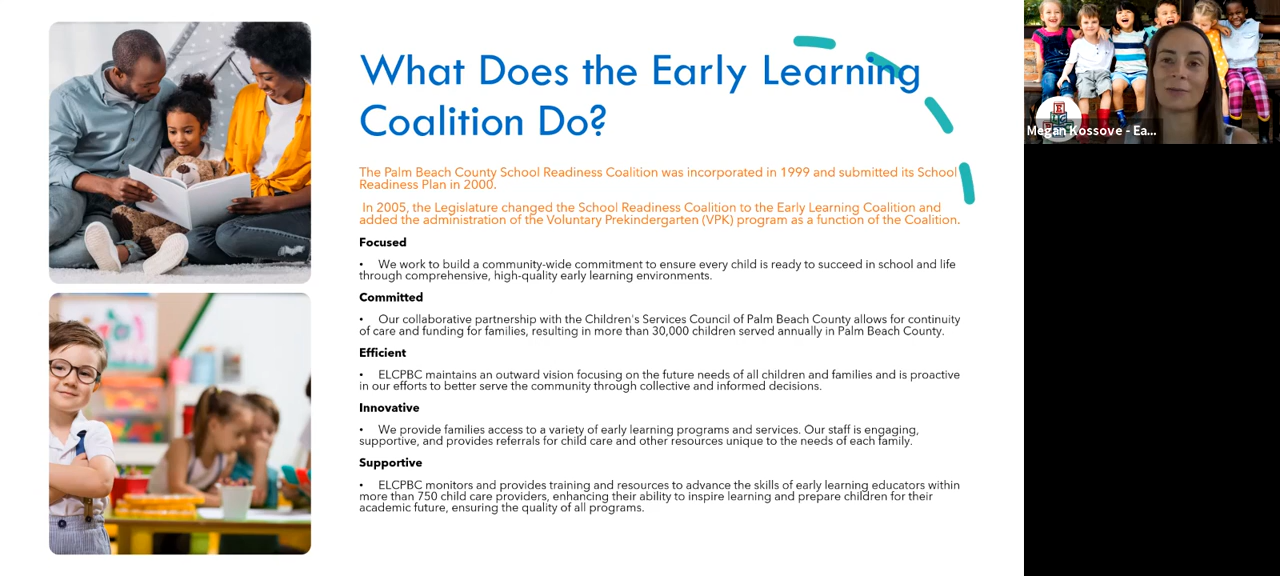 What Does the Early Learning
Coalition Do?
The Palm Beach County School Readiness Coalition was incorporated in 1999 and submitted its School
Readiness Plan in 2000.
In 2005, the Legislature changed the School Readiness Coalition to the Early Learning Coalition and
added the administration of the Voluntary Prekindergarten (VPK) program as a function of the Coalition.
Focused
• We work to build a community-wide commitment to ensure every child is ready to succeed in school and life
through comprehensive, high-quality early learning environments.
Committed
• Our collaborative partnership with the Children's Services Council of Palm Beach County allows for continuity
of care and funding for families, resulting in more than 30,000 children served annually in Palm Beach County.
Efficient
• ELCPBC maintains an outward vision focusing on the future needs of all children and families and is proactive
in our efforts to better serve the community through collective and informed decisions.
Innovative
• We provide families access to a variety of early learning programs and services. Our staff is engaging,
supportive, and provides referrals for child care and other resources unique to the needs of each family.
Supportive
• ELCPBC monitors and provides training and resources to advance the skills of early learning educators within
more than 750 child care providers, enhancing their ability to inspire learning and prepare children for their
academic future, ensuring the quality of all programs.
Megan Kossove - Ea...